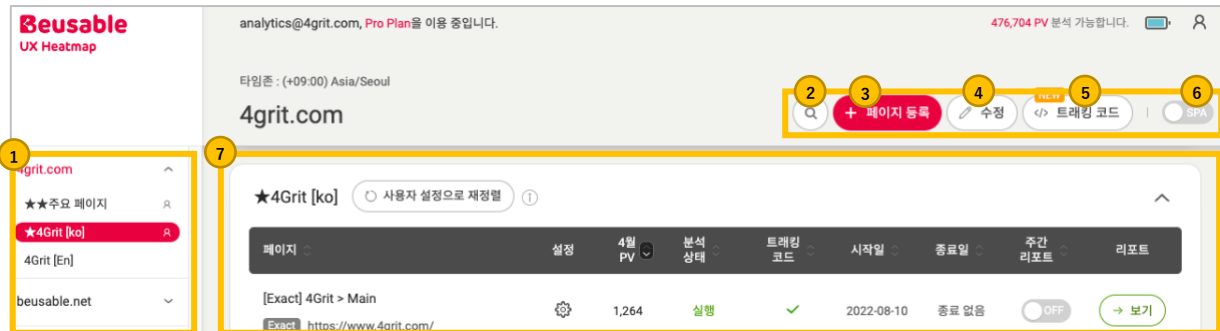 Beusable
UX Heatmap
analytics@4grit.com, Pro Plan을 이용 중입니다.
476,704 PV 분석 가능합니다.
타임존 : (+09:00) Asia/Seoul
4grit.com
2
3
4
5
6
+ 페이지 등록
수정
NEW
</> 트래킹 코드
SPA
1
4grit.com
★★주요 페이지
★4Grit [ko]
4Grit [En]
beusable.net
7
★4Grit [ko]
사용자 설정으로 재정렬
페이지
설정
4월 PV
분석 상태
트래킹 코드
시작일
종료일
주간 리포트
리포트
[Exact] 4Grit > Main
Exact https://www.4grit.com/
1,264
실행
2022-08-10
종료 없음
OFF
→ 보기